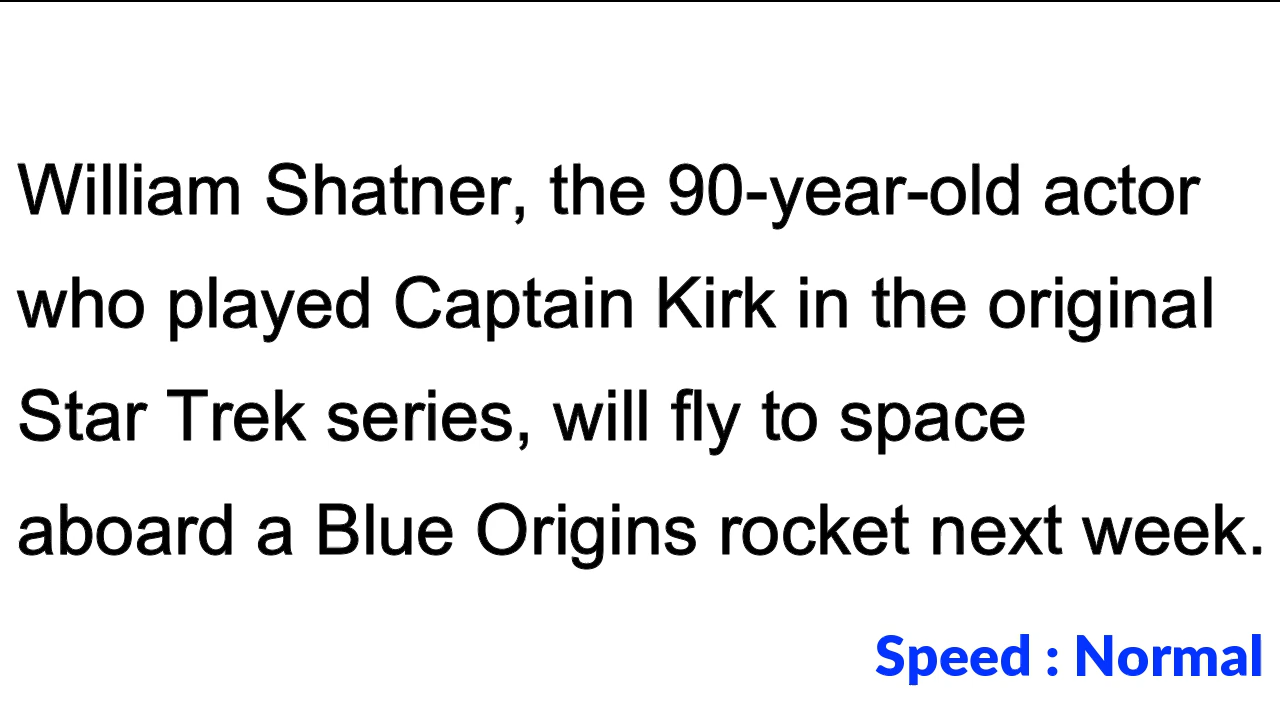 William Shatner, the 90-year-old actor
who played Captain Kirk in the original
Star Trek series, will fly to space
aboard a Blue Origins rocket next week.
Speed : Normal